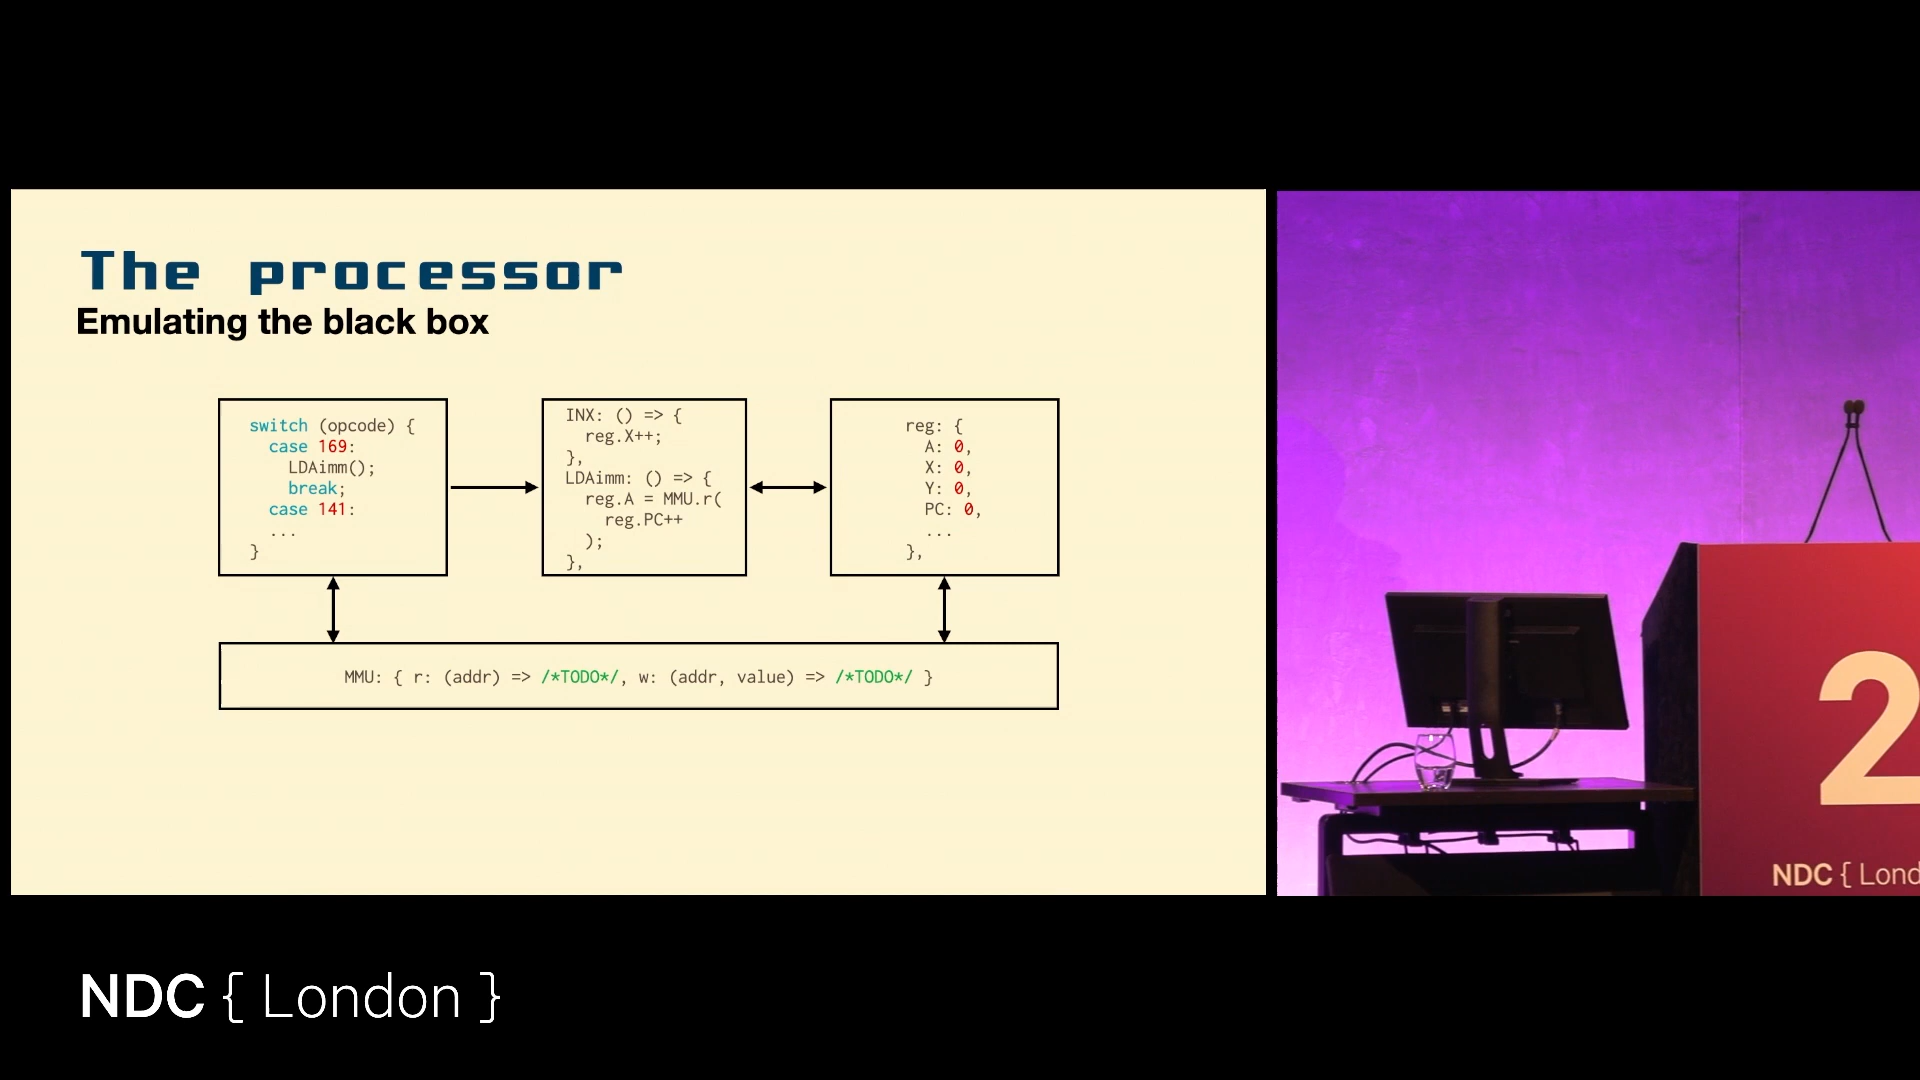 The processor
Emulating the black box
switch (opcode) {
case 169:
LDAimm();
break;
case 141:
...
}
INX: () => {
reg.X++;
},
LDAimm: () => {
reg.A = MMU.r(
reg.PC++
);
},
reg: {
A: 0,
X: 0,
Y: 0,
PC: 0,
...
},
MMU: { r: (addr) => /*TODO*/, w: (addr, value) => /*TODO*/ }
2
NDC { Lond
NDC { London }